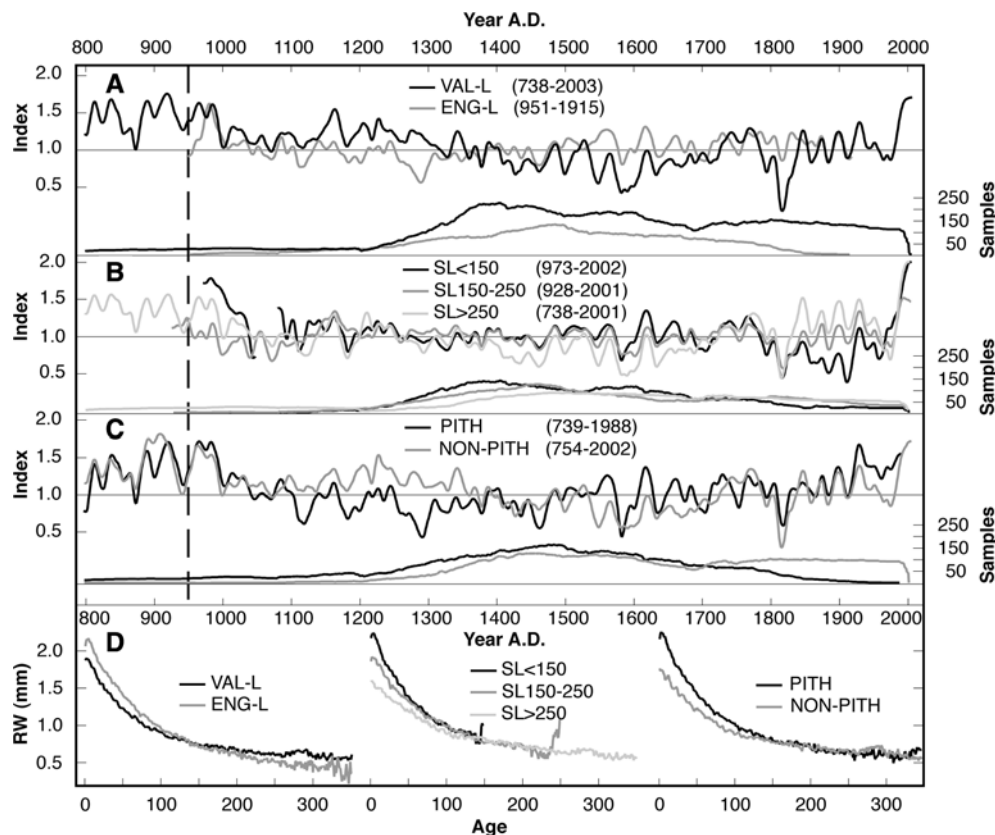 Year A.D.
800 900 1000 1100 1200 1300 1400 1500 1600 1700 1800 1900 2000
A
VAL-L (738-2003)
ENG-L (951-1915)
2.0
1.5
1.0
0.5
Index
250
150
50
Samples
B
SL<150 (973-2002)
SL150-250 (928-2001)
SL>250 (738-2001)
2.0
1.5
1.0
0.5
Index
250
150
50
Samples
C
PITH (739-1988)
NON-PITH (754-2002)
2.0
1.5
1.0
0.5
Index
250
150
50
Samples
800 900 1000 1100 1200 1300 1400 1500 1600 1700 1800 1900 2000
Year A.D.
D
2.0
1.5
1.0
0.5
RW (mm)
VAL-L
ENG-L
SL<150
SL150-250
SL>250
PITH
NON-PITH
0 100 200 300 0 100 200 300 0 100 200 300
Age